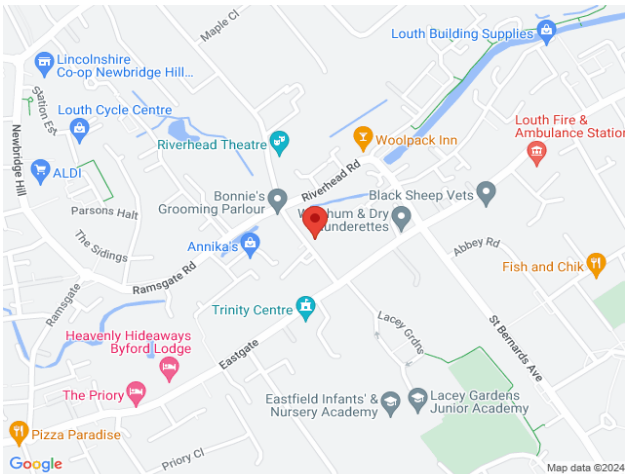 Maple Cl
Louth Building Supplies
Lincolnshire
Co-op Newbridge Hill...
Station Est
Louth Cycle Centre
Newbridge Hill
Riverhead Theatre
Woolpack Inn
Louth Fire &
Ambulance Station
ALDI
Riverhead Rd
Bonnie's
Grooming Parlour
Black Sheep Vets
Parsons Halt
& Dry
The Sidings
Annika's
Abbey Rd
Fish and Chik
Ramsgate Rd
Ramsgate
Trinity Centre
Lacey Grdns
St Bernards Ave
Heavenly Hideaways
Byford Lodge
Eastgate
The Priory
Eastfield Infants' &
Nursery Academy
Lacey Gardens
Junior Academy
Pizza Paradise
Priory Cl
Google
Map data ©2024